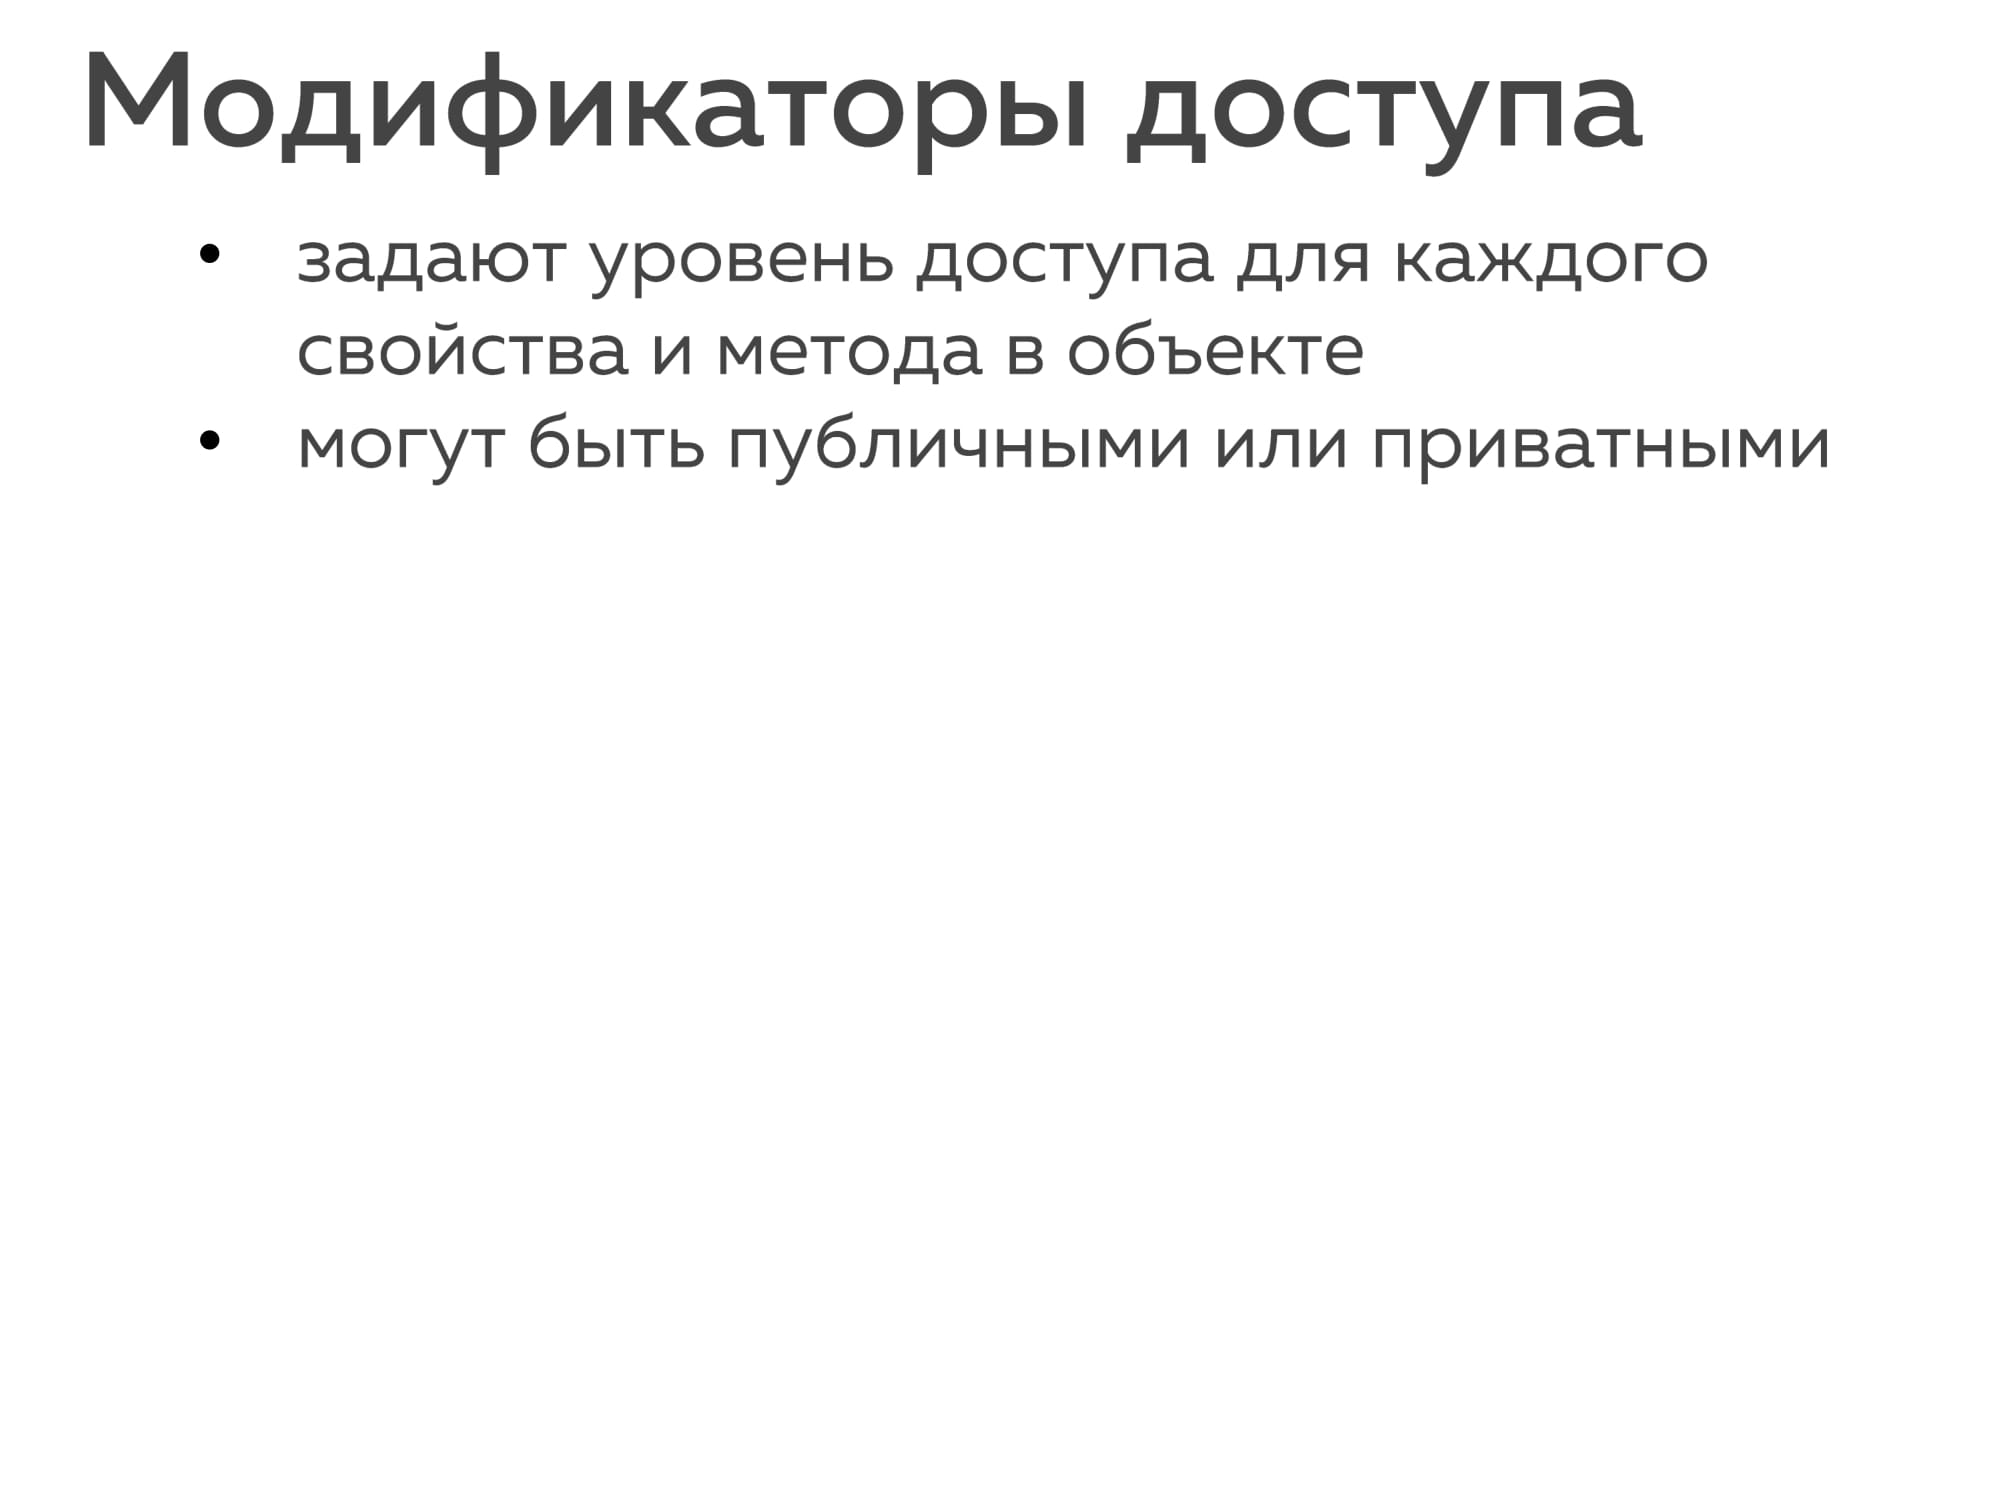 Модификаторы доступа
• задают уровень доступа для каждого
свойства и метода в объекте
• могут быть публичными или приватными